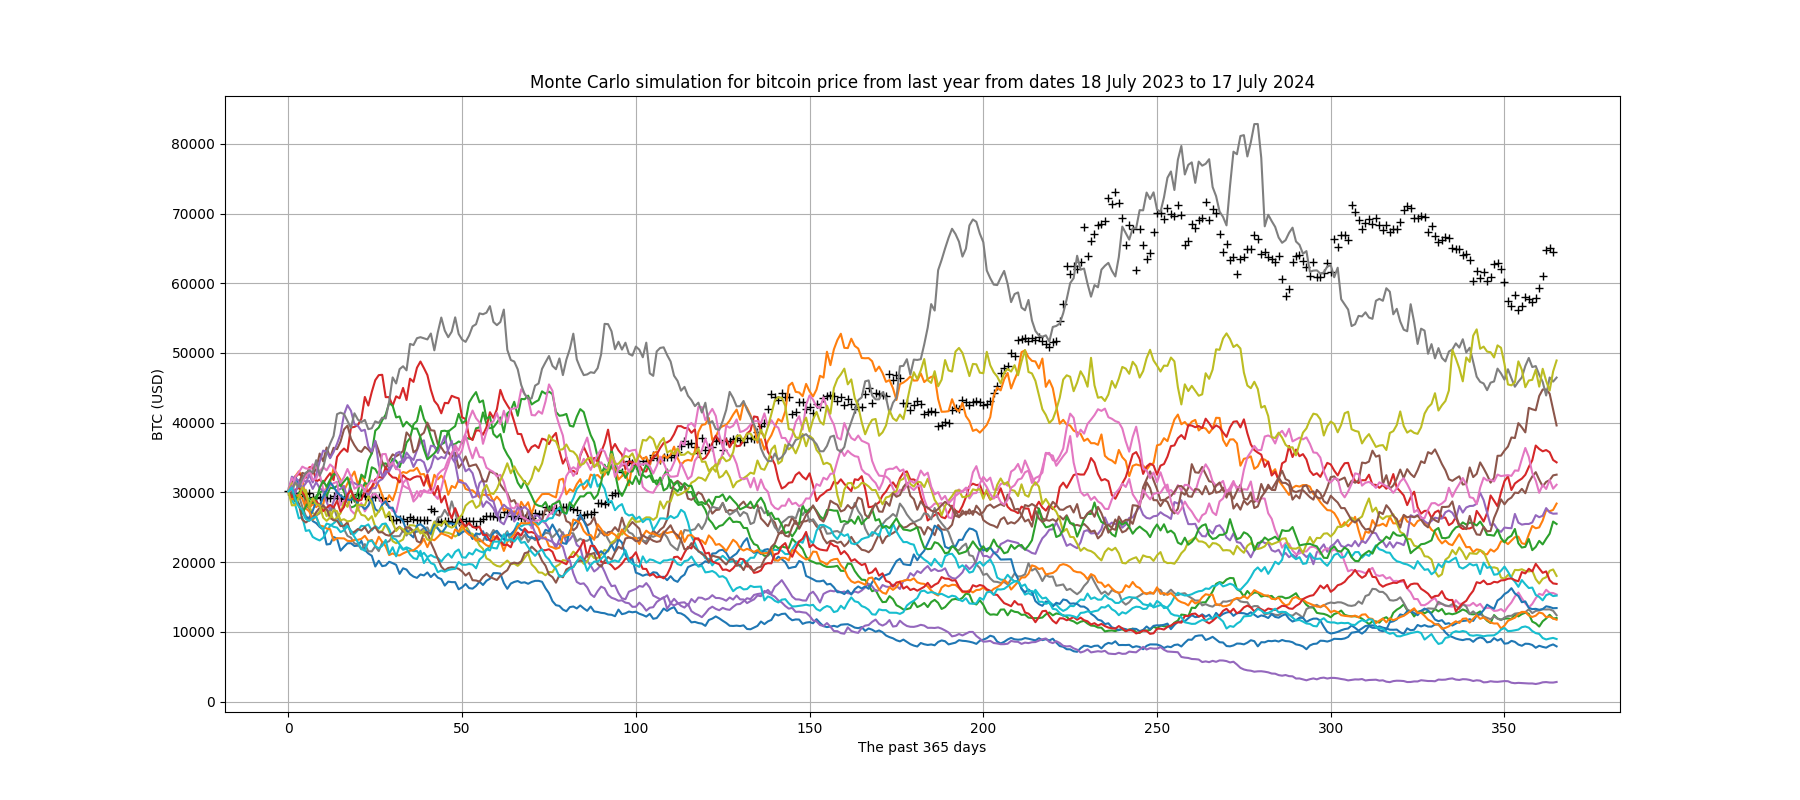 Monte Carlo simulation for bitcoin price from last year from dates 18 July 2023 to 17 July 2024
80000
70000
60000
50000
40000
30000
20000
10000
0
BTC (USD)
0 50 100 150 200 250 300 350
The past 365 days